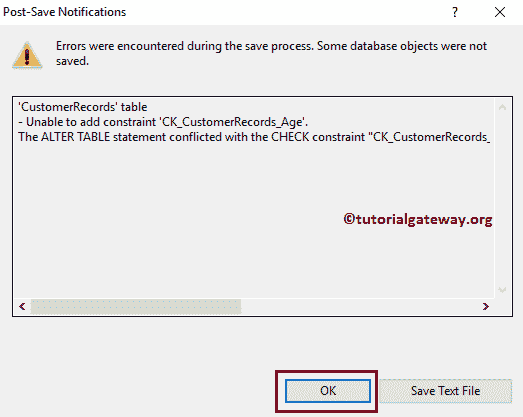 Post-Save Notifications
Errors were encountered during the save process. Some database objects were not
saved.
'CustomerRecords' table
- Unable to add constraint 'CK_CustomerRecords_Age'.
The ALTER TABLE statement conflicted with the CHECK constraint "CK_CustomerRecords_
©tutorialgateway.org
OK
Save Text File